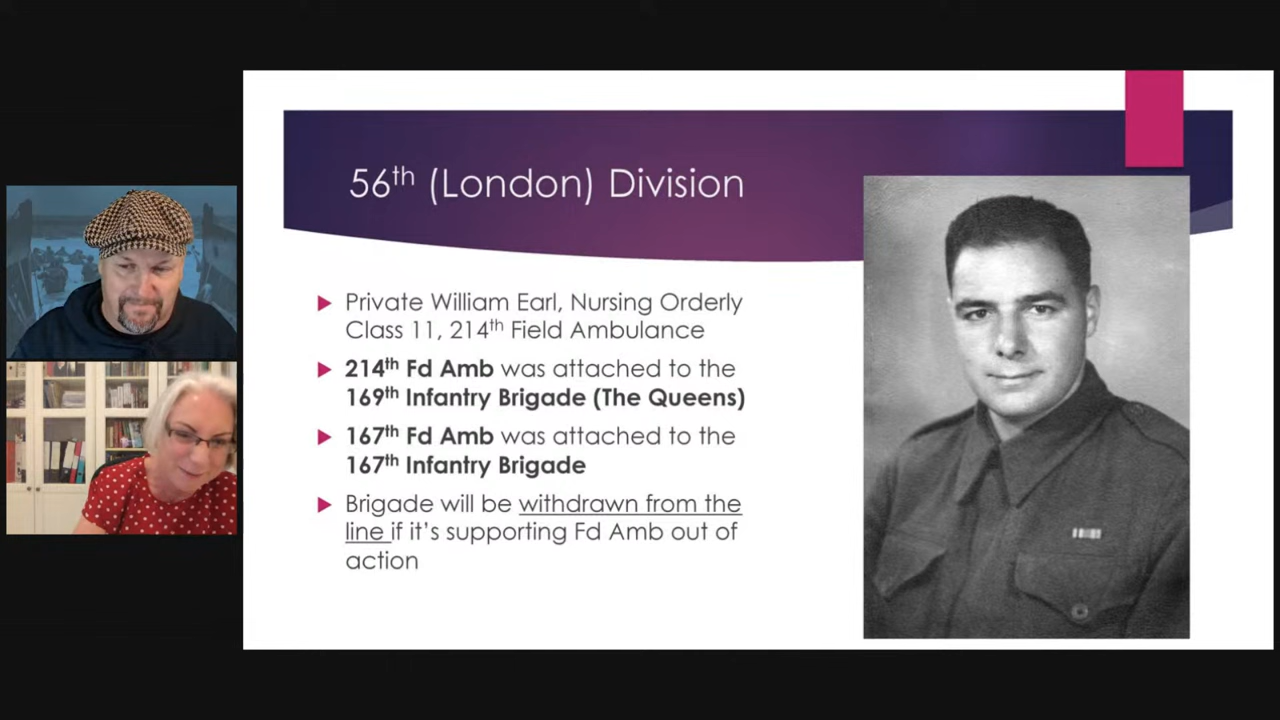 56th (London) Division
Private William Earl, Nursing Orderly
Class 11, 214th Field Ambulance
214th Fd Amb was attached to the
169th Infantry Brigade (The Queens)
167th Fd Amb was attached to the
167th Infantry Brigade
Brigade will be withdrawn from the
line if it's supporting Fd Amb out of
action